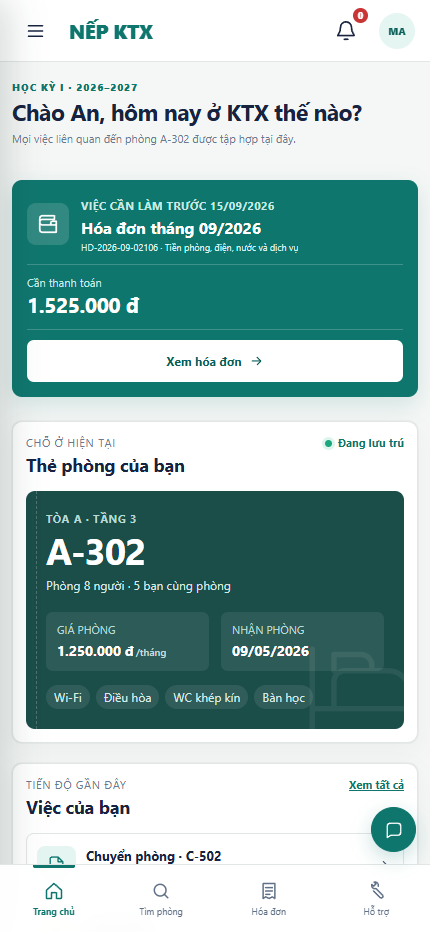 NẾP KTX
0
MA
HỌC KỲ I · 2026–2027
Chào An, hôm nay ở KTX thế nào?
Mọi việc liên quan đến phòng A-302 được tập hợp tại đây.
VIỆC CẦN LÀM TRƯỚC 15/09/2026
Hóa đơn tháng 09/2026
HD-2026-09-02106 · Tiền phòng, điện, nước và dịch vụ
Cần thanh toán
1.525.000 đ
Xem hóa đơn →
CHỖ Ở HIỆN TẠI
Đang lưu trú
Thẻ phòng của bạn
TÒA A · TẦNG 3
A-302
Phòng 8 người · 5 bạn cùng phòng
GIÁ PHÒNG
1.250.000 đ /tháng
NHẬN PHÒNG
09/05/2026
Wi-Fi
Điều hòa
WC khép kín
Bàn học
TIẾN ĐỘ GẦN ĐÂY
Xem tất cả
Việc của bạn
Chuyển phòng · C-502
Trang chủ
Tìm phòng
Hóa đơn
Hỗ trợ